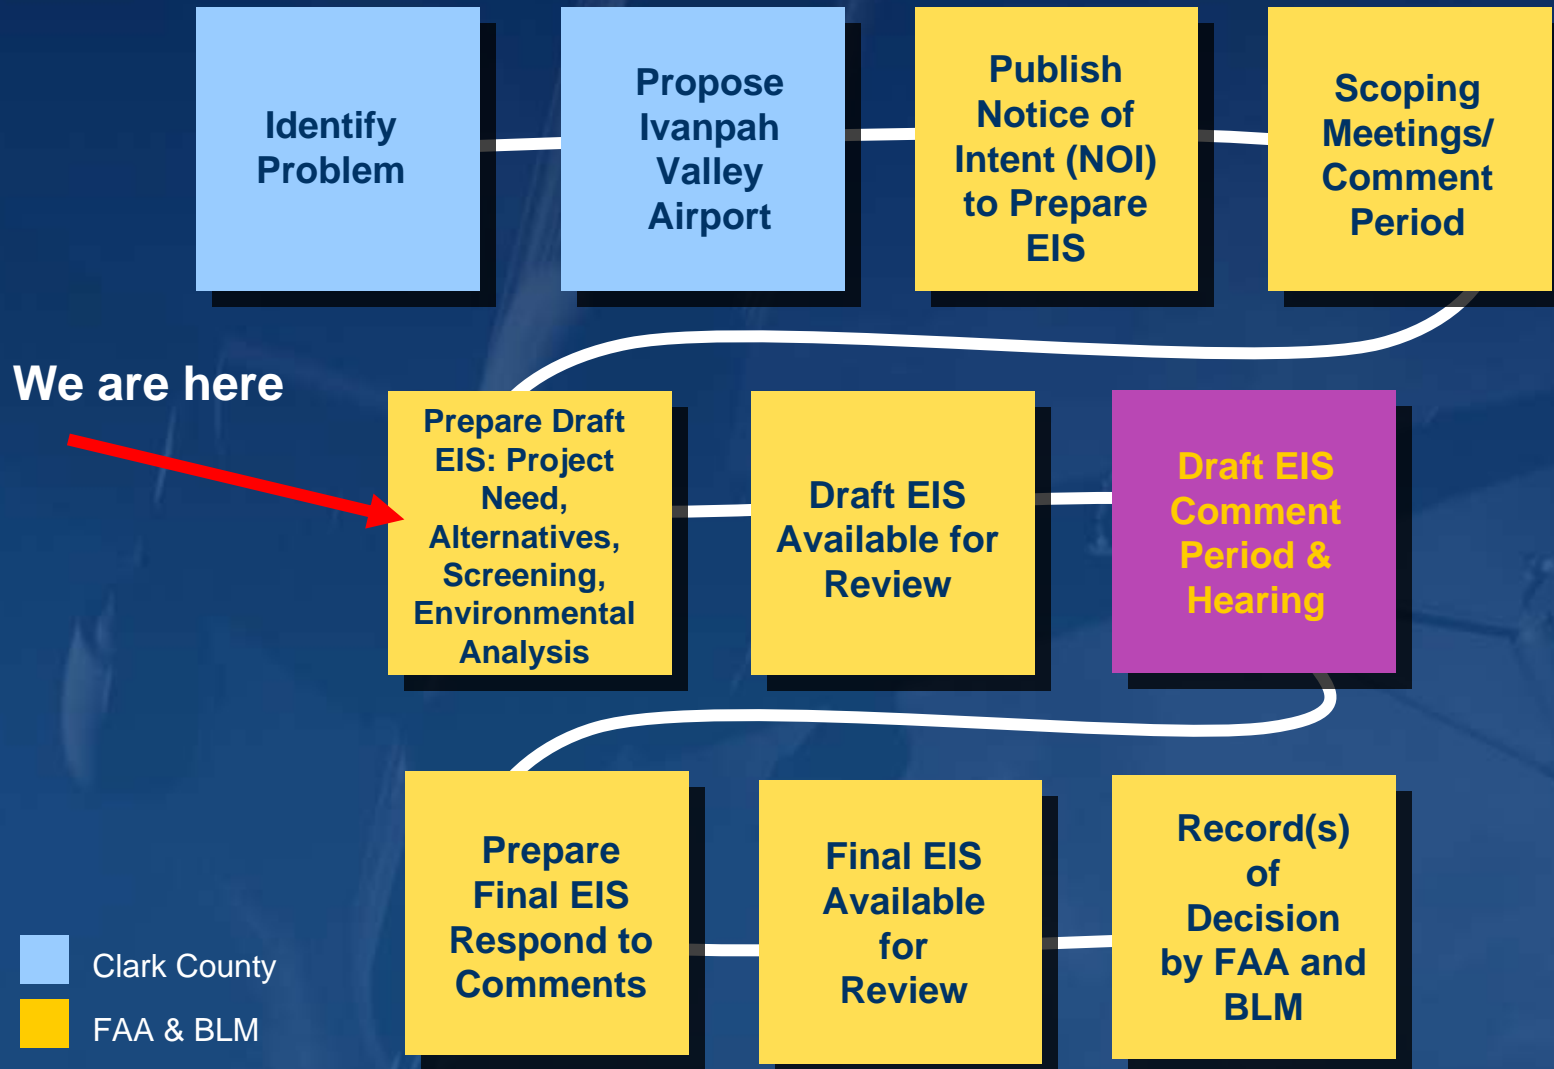 Identify
Problem
Propose
Ivanpah
Valley
Airport
Publish
Notice of
Intent (NOI)
to Prepare
EIS
Scoping
Meetings/
Comment
Period
We are here
Prepare Draft
EIS: Project
Need,
Alternatives,
Screening,
Environmental
Analysis
Draft EIS
Available for
Review
Draft EIS
Comment
Period &
Hearing
Prepare
Final EIS
Respond to
Comments
Final EIS
Available
for
Review
Record(s)
of
Decision
by FAA and
BLM
Clark County
FAA & BLM